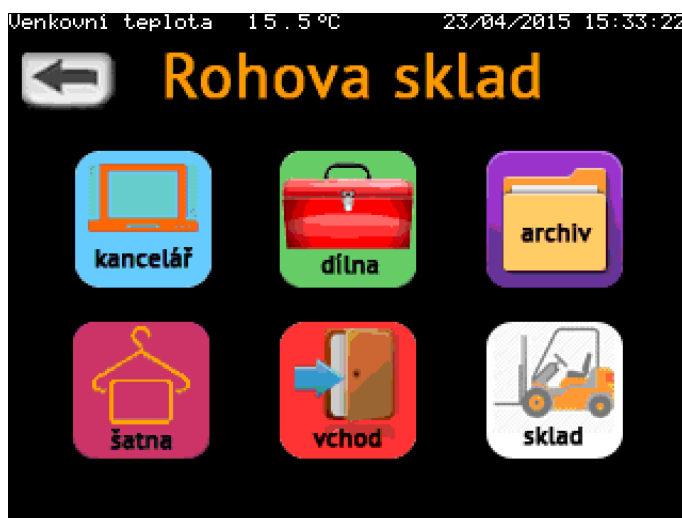 Venkovní teplota 15.5°C 23/04/2015 15:33:22
Rohova sklad
kancelář dílna archiv
šatna vchod sklad